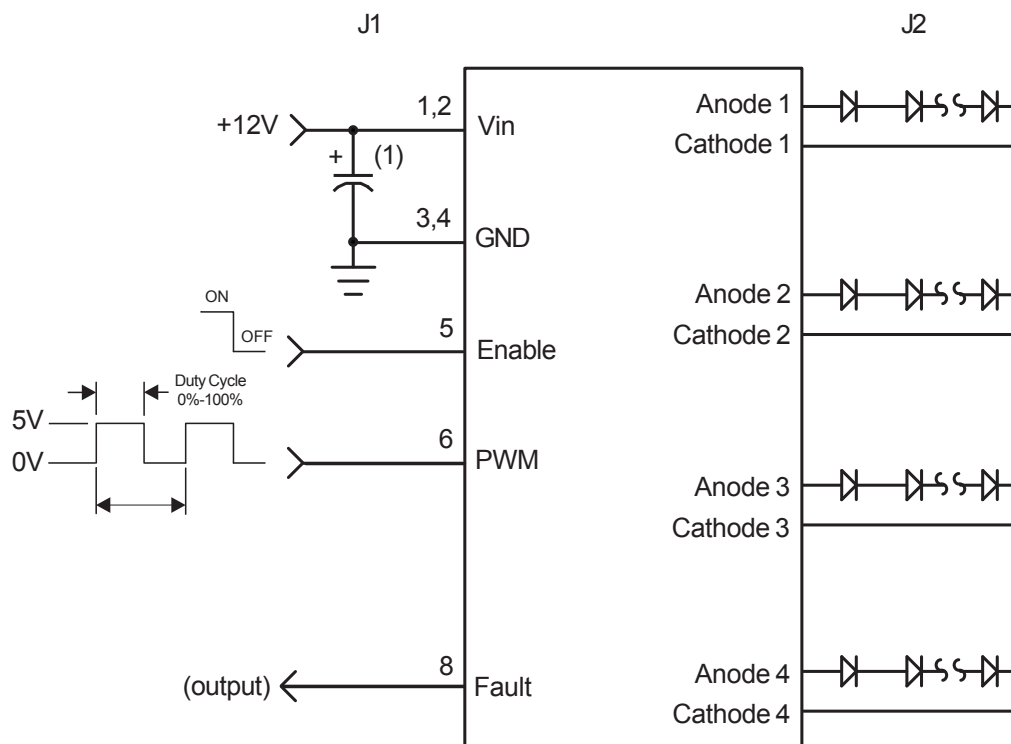 J1
J2
+12V
1,2
Vin
+ (1)
3,4
GND
ON
OFF
5
Enable
Duty Cycle
0%-100%
5V
0V
6
PWM
(output)
8
Fault
Anode 1
Cathode 1
Anode 2
Cathode 2
Anode 3
Cathode 3
Anode 4
Cathode 4